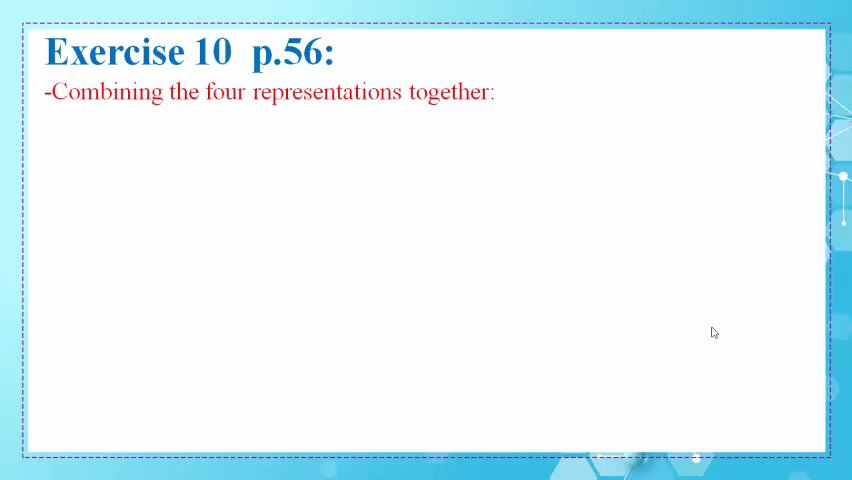 Exercise 10 p.56:
-Combining the four representations together: